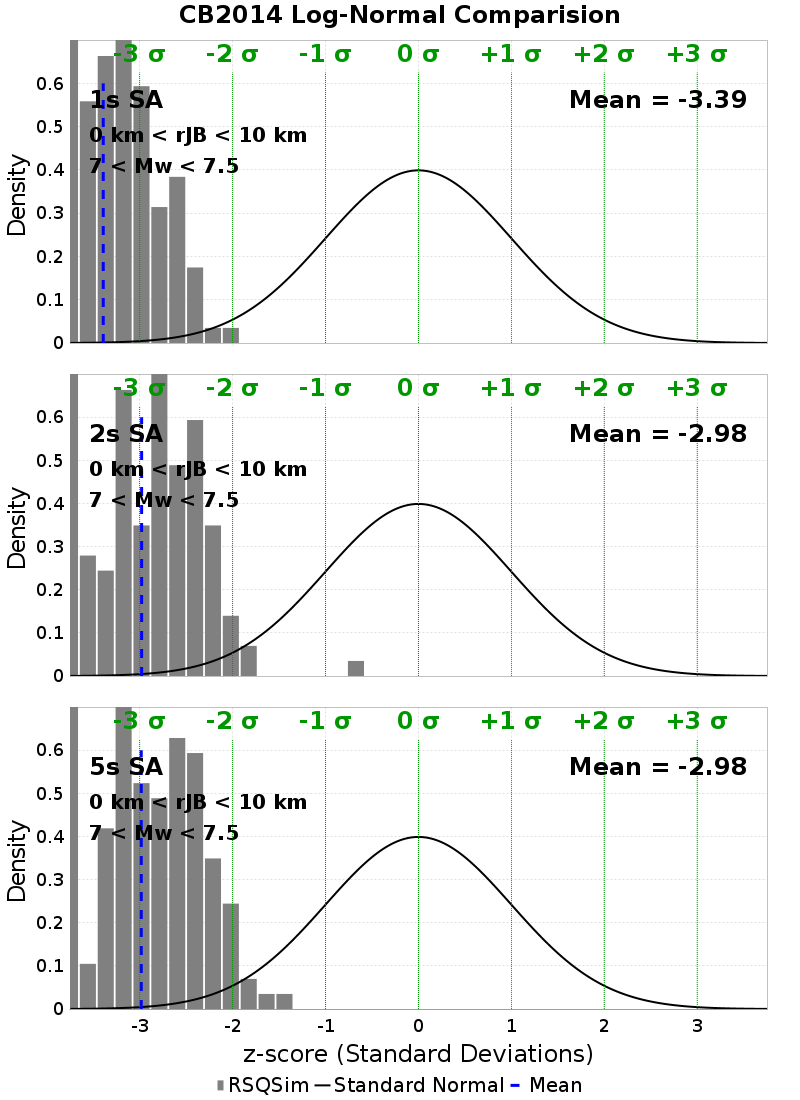 CB2014 Log-Normal Comparision
-3 σ -2 σ -1 σ 0 σ +1 σ +2 σ +3 σ
0.6
1s SA Mean = -3.39
0.5
0 km < rJB < 10 km
7 < Mw < 7.5
0.4
0.3
0.2
0.1
0
Density
-3 σ -2 σ -1 σ 0 σ +1 σ +2 σ +3 σ
0.6
2s SA Mean = -2.98
0.5
0 km < rJB < 10 km
7 < Mw < 7.5
0.4
0.3
0.2
0.1
0
Density
-3 σ -2 σ -1 σ 0 σ +1 σ +2 σ +3 σ
0.6
5s SA Mean = -2.98
0.5
0 km < rJB < 10 km
7 < Mw < 7.5
0.4
0.3
0.2
0.1
0
Density
-3 -2 -1 0 1 2 3
z-score (Standard Deviations)
RSQSim Standard Normal Mean